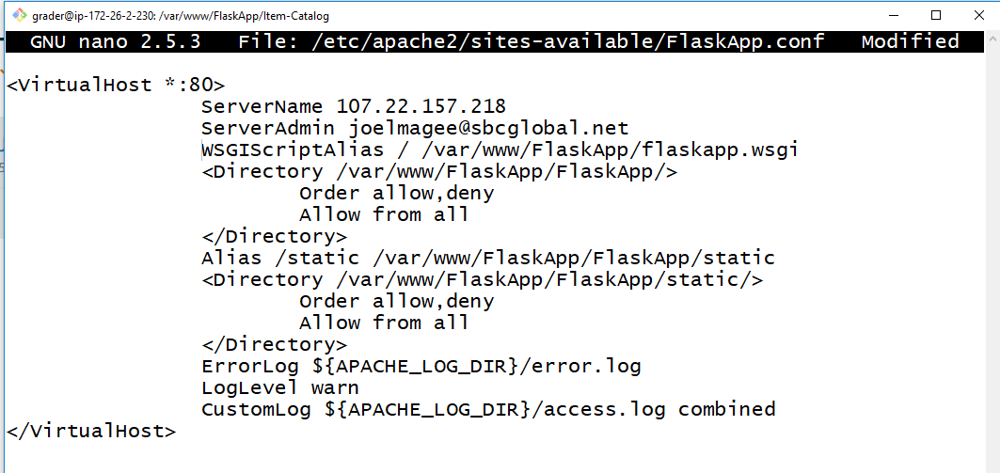 grader@ip-172-26-2-230: /var/www/FlaskApp/Item-Catalog
GNU nano 2.5.3 File: /etc/apache2/sites-available/FlaskApp.conf Modified
<VirtualHost *:80>
ServerName 107.22.157.218
ServerAdmin joelmagee@sbcglobal.net
WSGIScriptAlias / /var/www/FlaskApp/flaskapp.wsgi
<Directory /var/www/FlaskApp/FlaskApp/>
Order allow,deny
Allow from all
</Directory>
Alias /static /var/www/FlaskApp/FlaskApp/static
<Directory /var/www/FlaskApp/FlaskApp/static/>
Order allow,deny
Allow from all
</Directory>
ErrorLog ${APACHE_LOG_DIR}/error.log
LogLevel warn
CustomLog ${APACHE_LOG_DIR}/access.log combined
</VirtualHost>